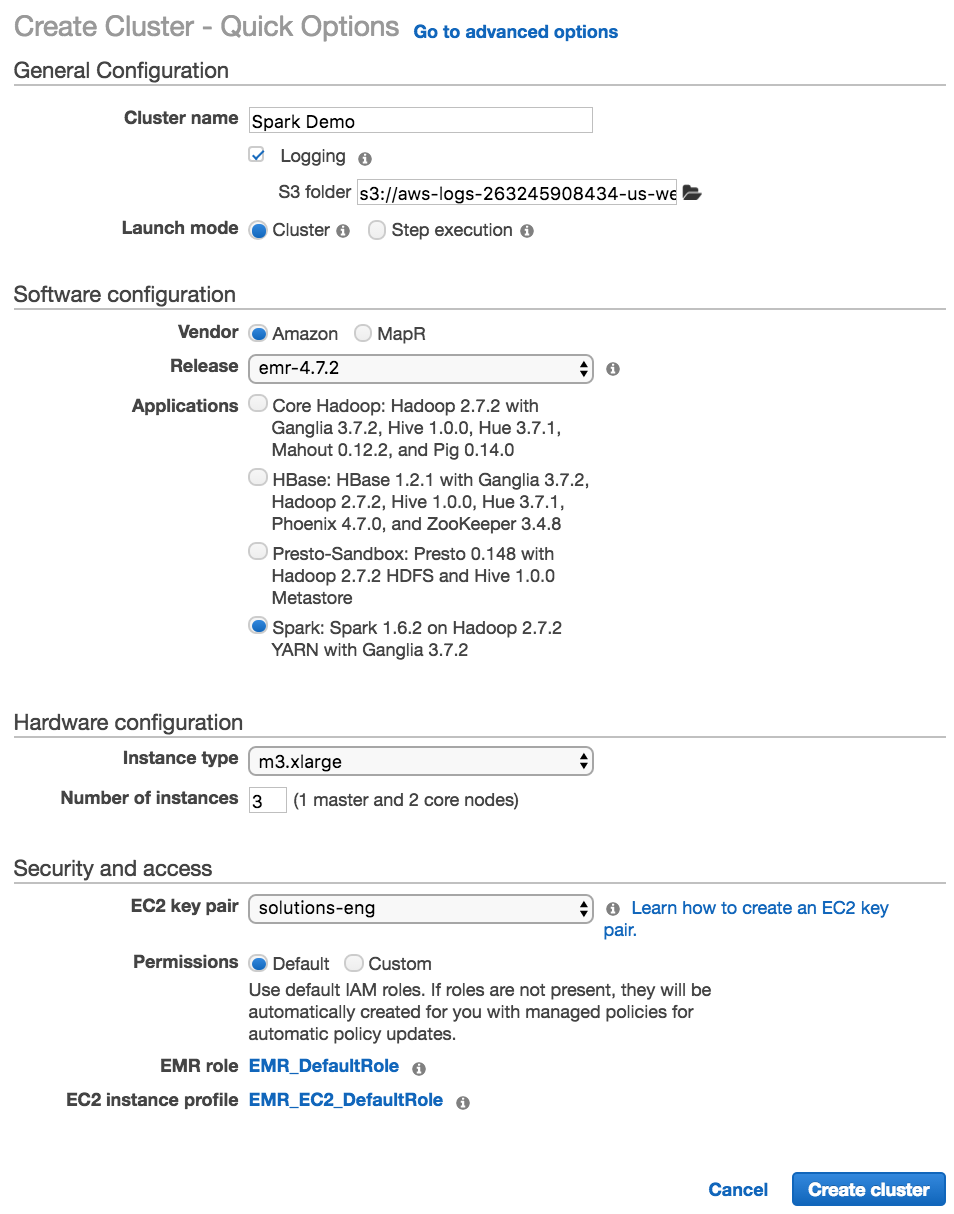 Create Cluster - Quick Options Go to advanced options
General Configuration
Cluster name Spark Demo
Logging
S3 folder s3://aws-logs-263245908434-us-we
Launch mode Cluster Step execution
Software configuration
Vendor Amazon MapR
Release emr-4.7.2
Applications Core Hadoop: Hadoop 2.7.2 with
Ganglia 3.7.2, Hive 1.0.0, Hue 3.7.1,
Mahout 0.12.2, and Pig 0.14.0
HBase: HBase 1.2.1 with Ganglia 3.7.2,
Hadoop 2.7.2, Hive 1.0.0, Hue 3.7.1,
Phoenix 4.7.0, and ZooKeeper 3.4.8
Presto-Sandbox: Presto 0.148 with
Hadoop 2.7.2 HDFS and Hive 1.0.0
Metastore
Spark: Spark 1.6.2 on Hadoop 2.7.2
YARN with Ganglia 3.7.2
Hardware configuration
Instance type m3.xlarge
Number of instances 3 (1 master and 2 core nodes)
Security and access
EC2 key pair solutions-eng Learn how to create an EC2 key
pair.
Permissions Default Custom
Use default IAM roles. If roles are not present, they will be
automatically created for you with managed policies for
automatic policy updates.
EMR role EMR_DefaultRole
EC2 instance profile EMR_EC2_DefaultRole
Cancel Create cluster